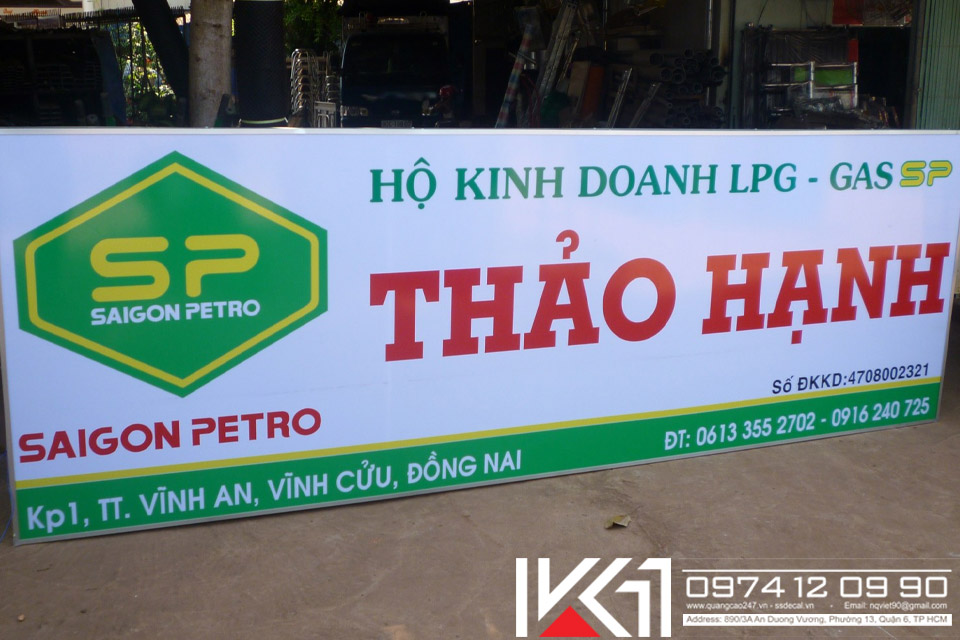 HỘ KINH DOANH LPG - GAS SP
SP
SAIGON PETRO
THẢO HẠNH
Số ĐKKD:4708002321
SAIGON PETRO
ĐT: 0613 355 2702 - 0916 240 725
Kp1, TT. VĨNH AN, VĨNH CỬU, ĐỒNG NAI
VK1
0974 12 09 90
www.quangcao247.vn - ssdecal.vn - Email: nqviet90@gmail.com
Address: 890/3A An Duong Vương, Phường 13, Quận 6, TP HCM